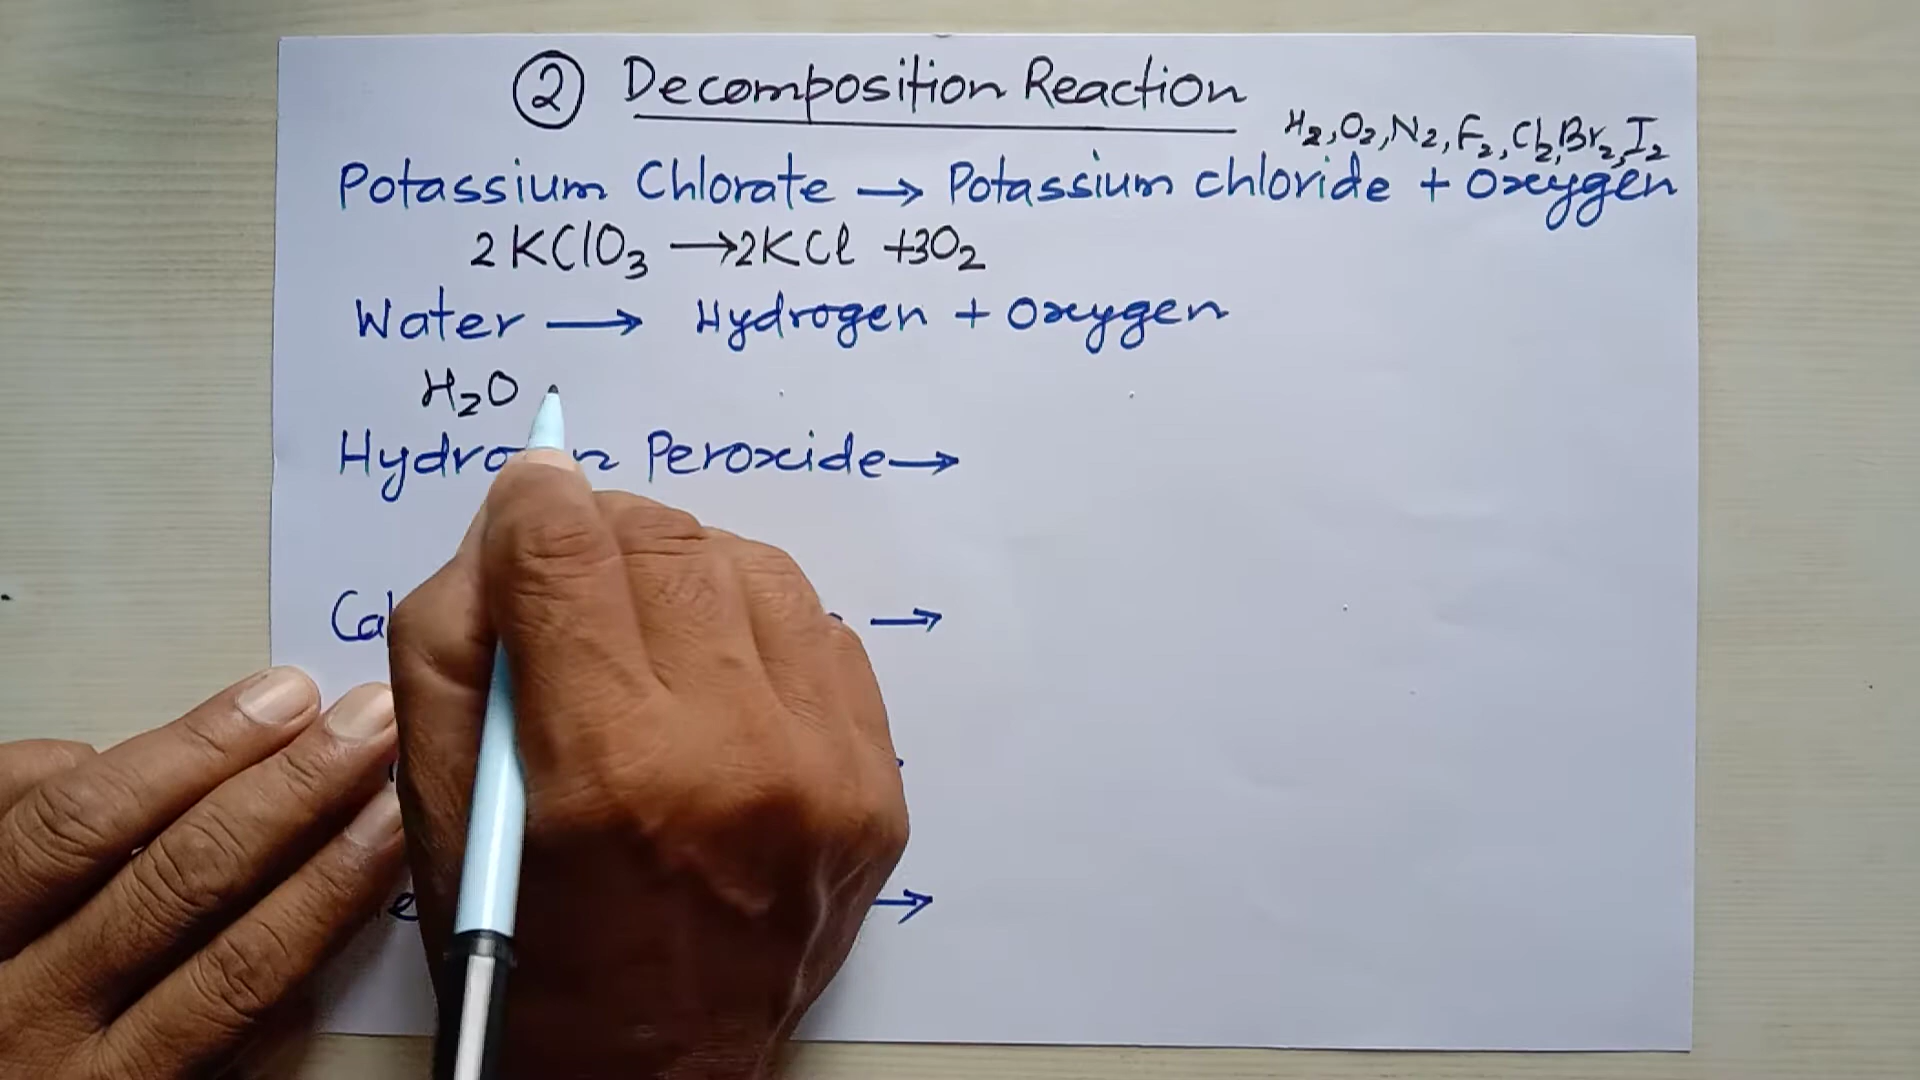 ② Decomposition Reaction
H₂,O₂,N₂,F₂,Cl₂,Br₂,I₂
Potassium Chlorate → Potassium chloride + Oxygen
2KClO₃ → 2KCl +3O₂
Water → Hydrogen + Oxygen
H₂O
Peroxide →
→
→